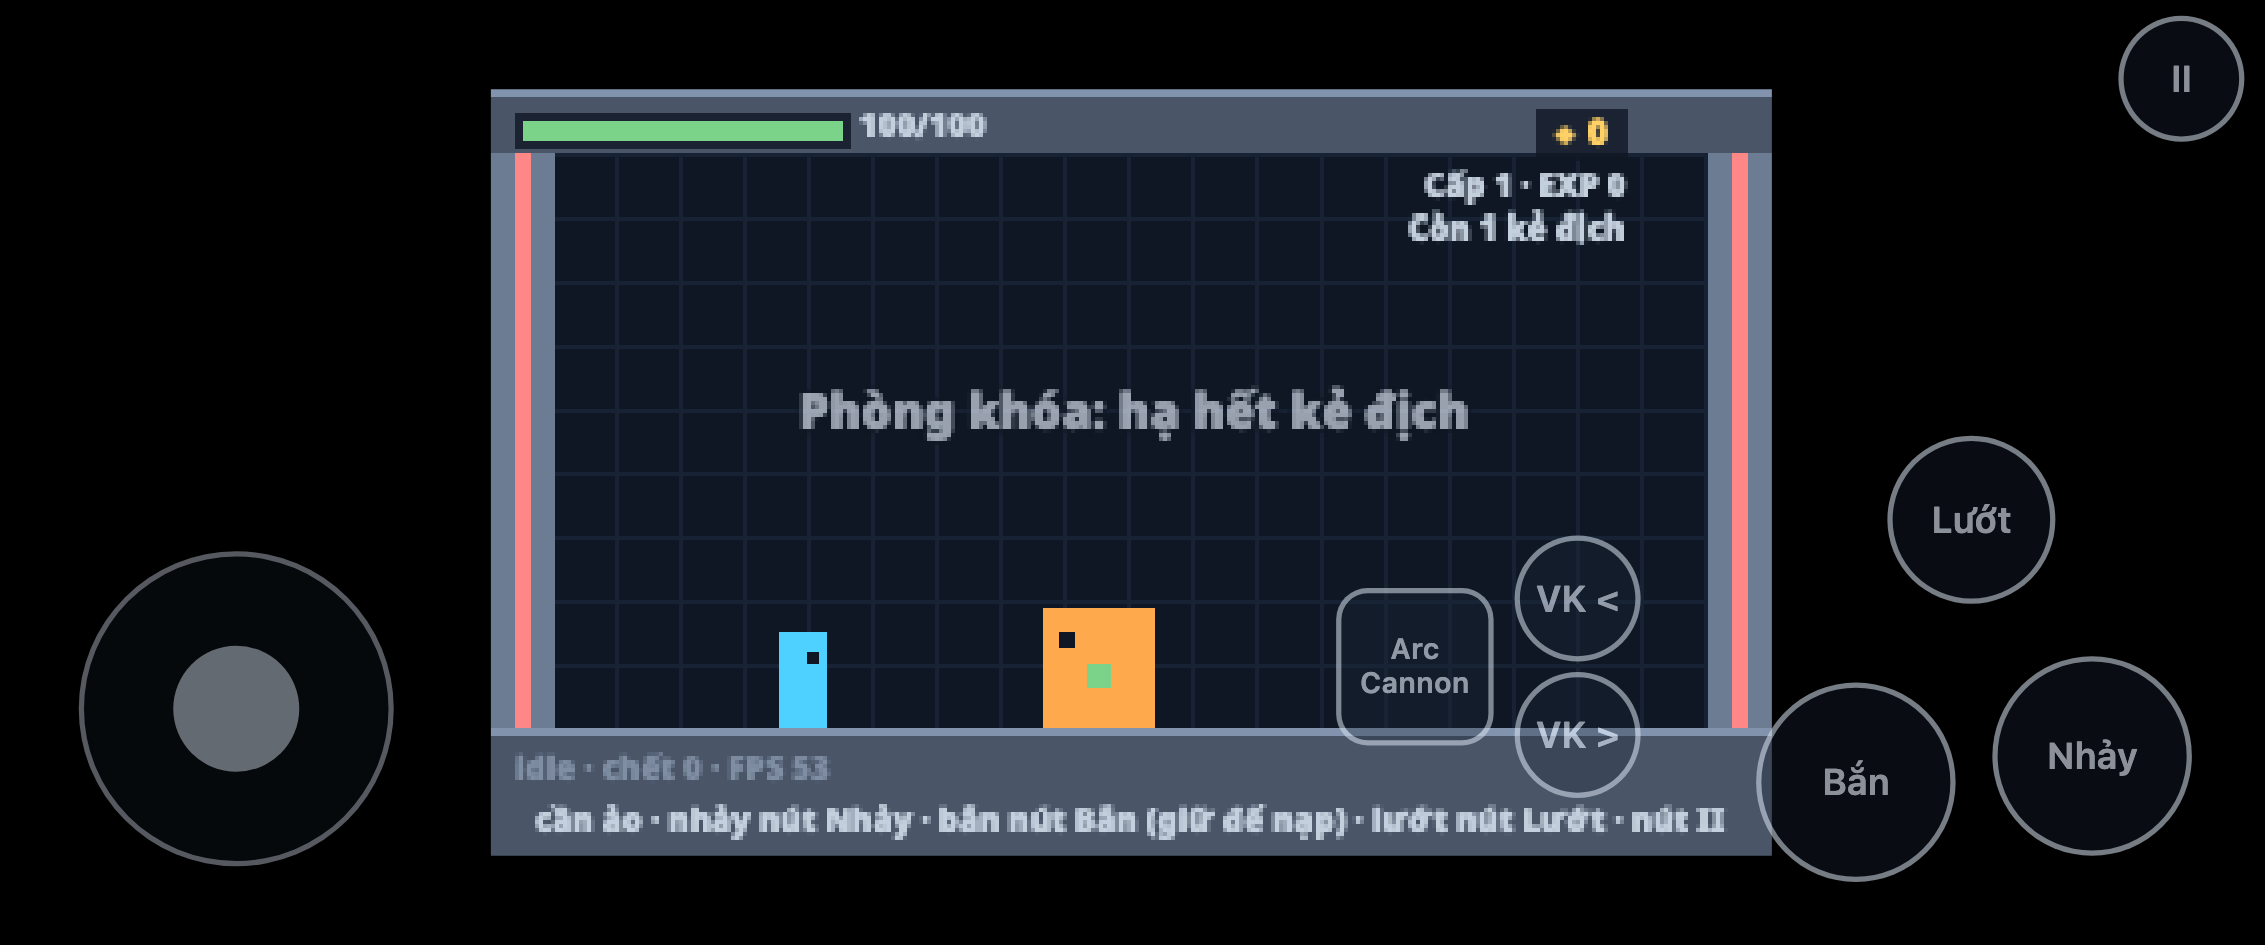 II
100/100
0
Cấp 1 · EXP 0
Còn 1 kẻ địch
Phòng khóa: hạ hết kẻ địch
Lướt
VK <
Arc
Cannon
VK >
Bắn
Nhảy
Idle · chết 0 · FPS 53
cần ảo · nhảy nút Nhảy · bắn nút Bắn (giữ để nạp) · lướt nút Lướt · nút II